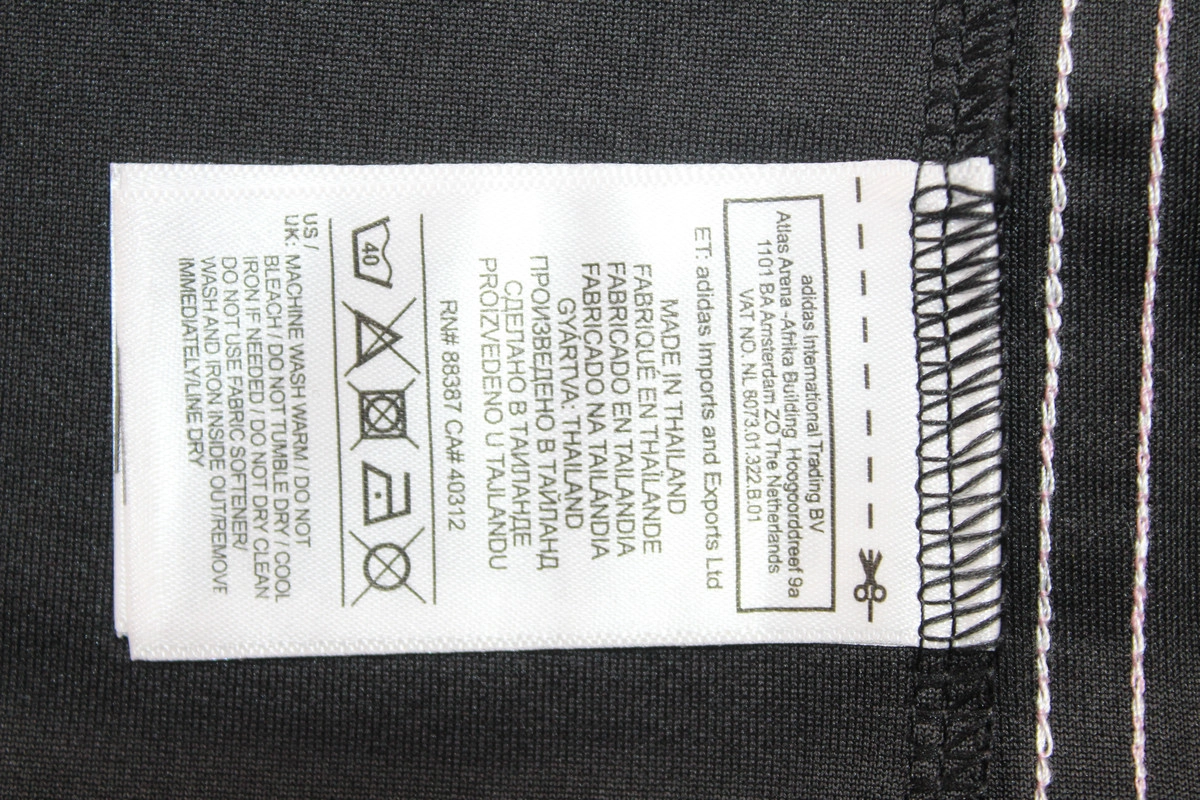 adidas International Trading BV
Atlas Arena -Afrika Building Hoogoorddreef 9a
1101 BA Amsterdam ZO The Netherlands
VAT NO. NL 8073.01.322.B.01
ET: adidas Imports and Exports Ltd
MADE IN THAILAND
FABRIQUÉ EN THAÏLANDE
FABRICADO EN TAILANDIA
FABRICADO NA TAILÁNDIA
GYÁRTVA: THAILAND
ПРОИЗВЕДЕНО В ТАЙЛАНД
СДЕЛАНО В ТАИЛАНДЕ
PROIZVEDENO U TAJLANDU
RN# 88387 CA# 40312
40
US /
UK: MACHINE WASH WARM / DO NOT
BLEACH / DO NOT TUMBLE DRY / COOL
IRON IF NEEDED / DO NOT DRY CLEAN
DO NOT USE FABRIC SOFTENER/
WASH AND IRON INSIDE OUT/REMOVE
IMMEDIATELY/LINE DRY